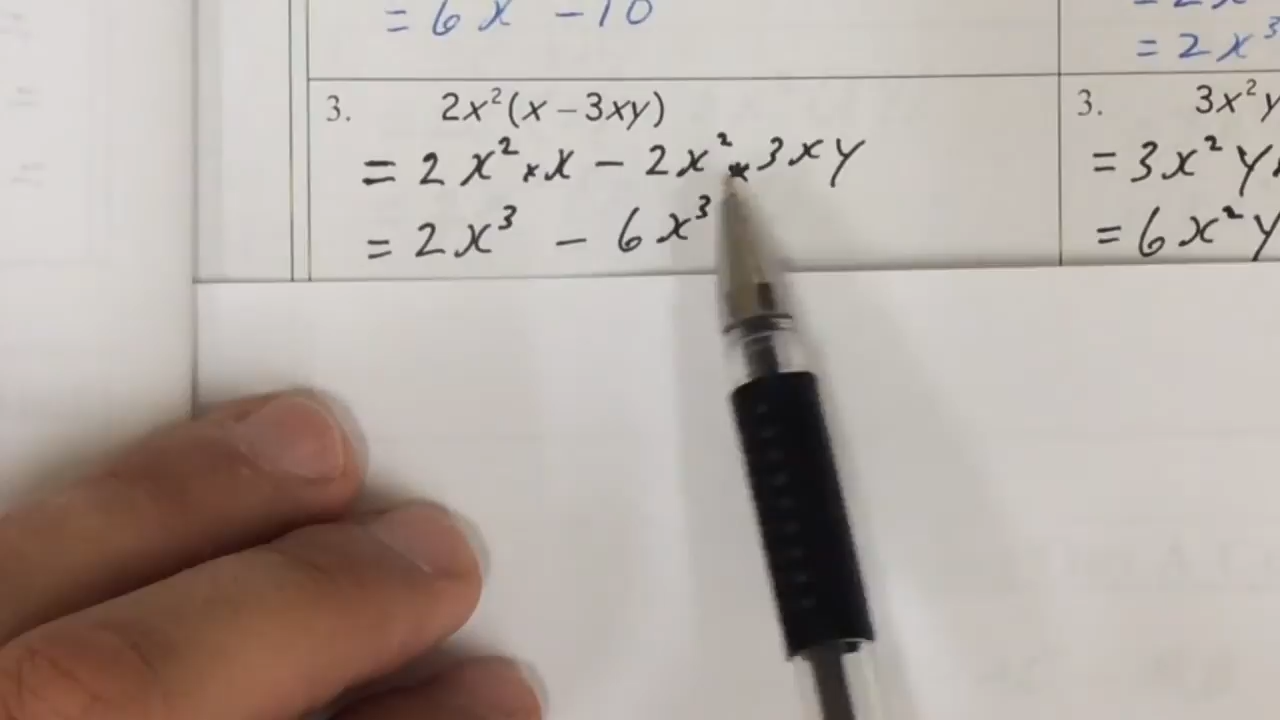 = 6x - 10
= 2x³
3. 2x²(x - 3xy)
= 2x² × x - 2x² × 3xy
= 2x³ - 6x³
3. 3x²y
= 3x²y
= 6x²y